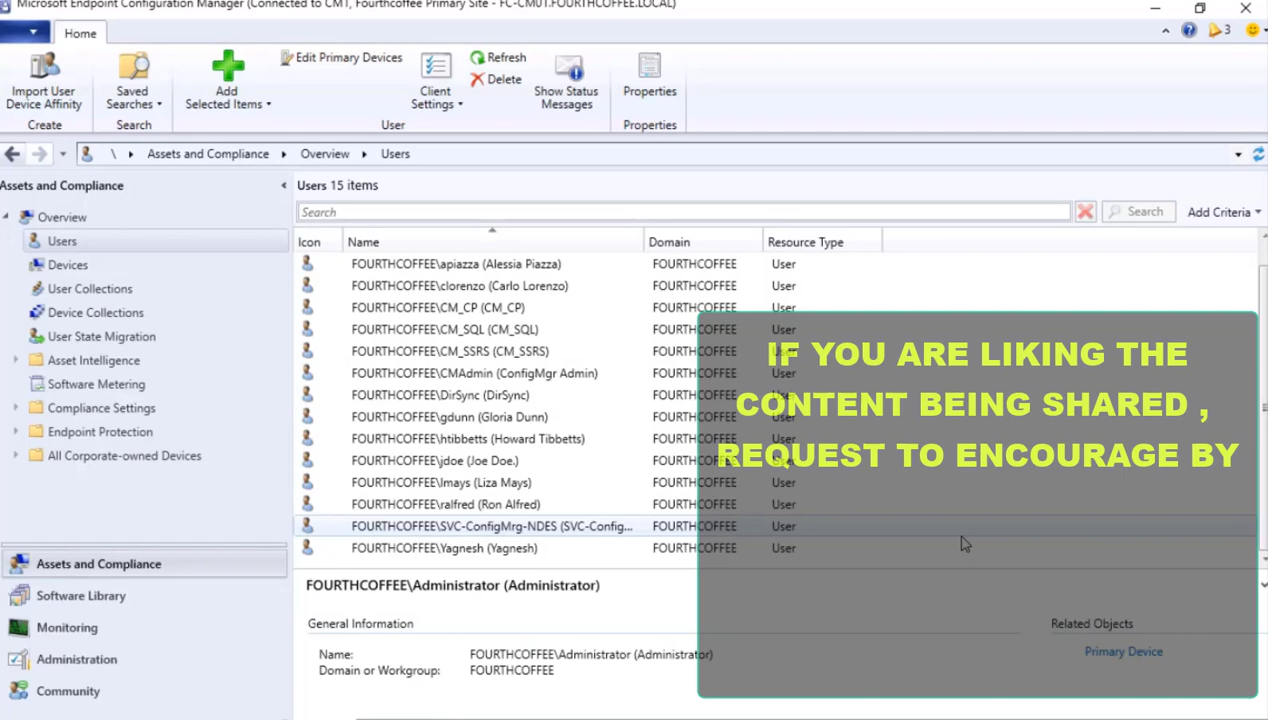 Microsoft Endpoint Configuration Manager (Connected to CMT, Fourthcoffee Primary Site - FC-CMUT.FOURTHCOFFEE.LOCAL)
Home
3
Import User
Device Affinity
Create
Saved
Searches
Search
Add
Selected Items
Edit Primary Devices
Client
Settings
Refresh
Delete
Show Status
Messages
User
Properties
Properties
\ Assets and Compliance Overview Users
Assets and Compliance
Overview
Users
Devices
User Collections
Device Collections
User State Migration
Asset Intelligence
Software Metering
Compliance Settings
Endpoint Protection
All Corporate-owned Devices
Assets and Compliance
Software Library
Monitoring
Administration
Community
Users 15 items
Search Search Add Criteria
Icon Name Domain Resource Type
FOURTHCOFFEE\apiazza (Alessia Piazza) FOURTHCOFFEE User
FOURTHCOFFEE\clorenzo (Carlo Lorenzo) FOURTHCOFFEE User
FOURTHCOFFEE\CM_CP (CM_CP) FOURTHCOFFEE User
FOURTHCOFFEE\CM_SQL (CM_SQL) FOURTHCOFFEE User
FOURTHCOFFEE\CM_SSRS (CM_SSRS) FOURTHCOFFEE User
FOURTHCOFFEE\CMAdmin (ConfigMgr Admin) FOURTHCOFFEE User
FOURTHCOFFEE\DirSync (DirSync) FOURTHCOFFEE User
FOURTHCOFFEE\gdunn (Gloria Dunn) FOURTHCOFFEE User
FOURTHCOFFEE\htibbetts (Howard Tibbetts) FOURTHCOFFEE User
FOURTHCOFFEE\jdoe (Joe Doe.) FOURTHCOFFEE User
FOURTHCOFFEE\lmays (Liza Mays) FOURTHCOFFEE User
FOURTHCOFFEE\ralfred (Ron Alfred) FOURTHCOFFEE User
FOURTHCOFFEE\SVC-ConfigMrg-NDES (SVC-Config... FOURTHCOFFEE User
FOURTHCOFFEE\Yagnesh (Yagnesh) FOURTHCOFFEE User
IF YOU ARE LIKING THE
CONTENT BEING SHARED ,
REQUEST TO ENCOURAGE BY
FOURTHCOFFEE\Administrator (Administrator)
General Information
Name: FOURTHCOFFEE\Administrator (Administrator)
Domain or Workgroup: FOURTHCOFFEE
Related Objects
Primary Device